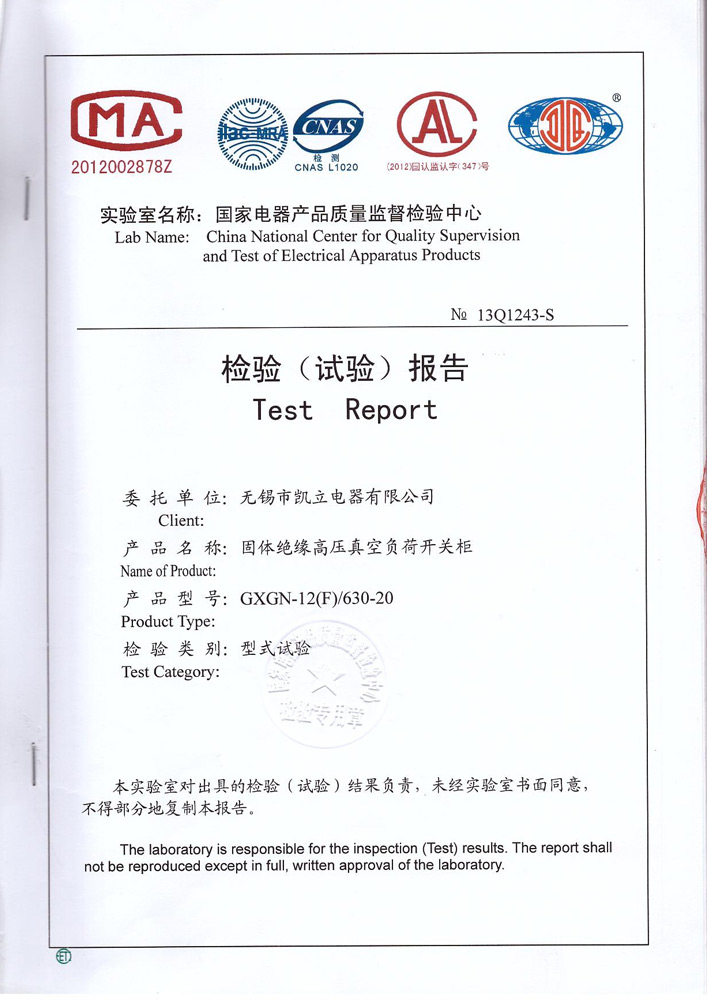 MA
2012002878Z
ilac-MRA
CNAS
检 测
CNAS L1020
AL
(2012)国认监认字(347)号
®
实验室名称：国家电器产品质量监督检验中心
Lab Name: China National Center for Quality Supervision
and Test of Electrical Apparatus Products
№ 13Q1243-S
检验（试验）报告
Test Report
委 托 单 位：无锡市凯立电器有限公司
Client:
产 品 名 称：固体绝缘高压真空负荷开关柜
Name of Product:
产 品 型 号：GXGN-12(F)/630-20
Product Type:
检 验 类 别：型式试验
Test Category:
检验专用章
本实验室对出具的检验（试验）结果负责，未经实验室书面同意，
不得部分地复制本报告。
The laboratory is responsible for the inspection (Test) results. The report shall
not be reproduced except in full, written approval of the laboratory.